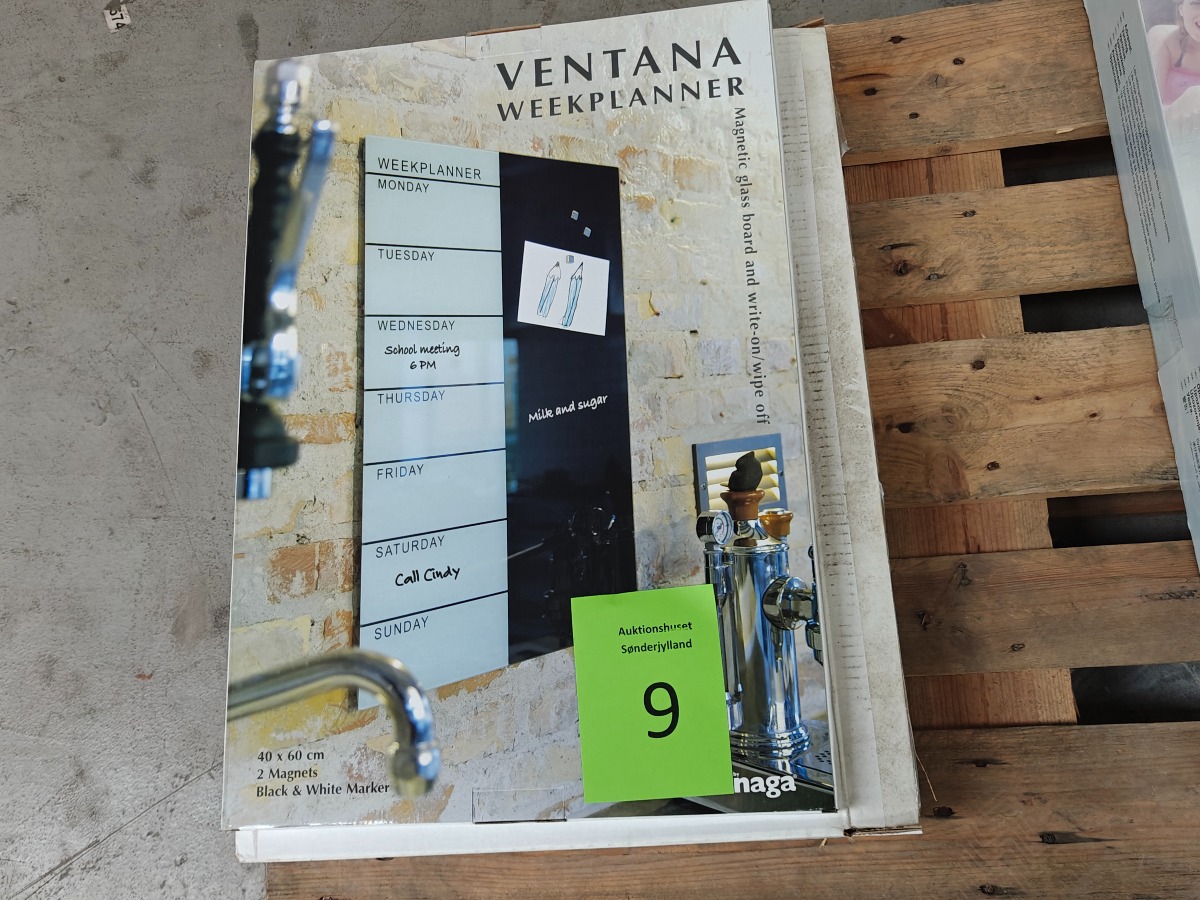 VENTANA
WEEKPLANNER
Magnetic glass board and write-on/wipe off
WEEKPLANNER
MONDAY
TUESDAY
WEDNESDAY
School meeting
6 PM
THURSDAY
FRIDAY
SATURDAY
Call Cindy
SUNDAY
Milk and sugar
Auktionshuset
Sønderjylland
9
40 x 60 cm
2 Magnets
Black & White Marker
naga
574